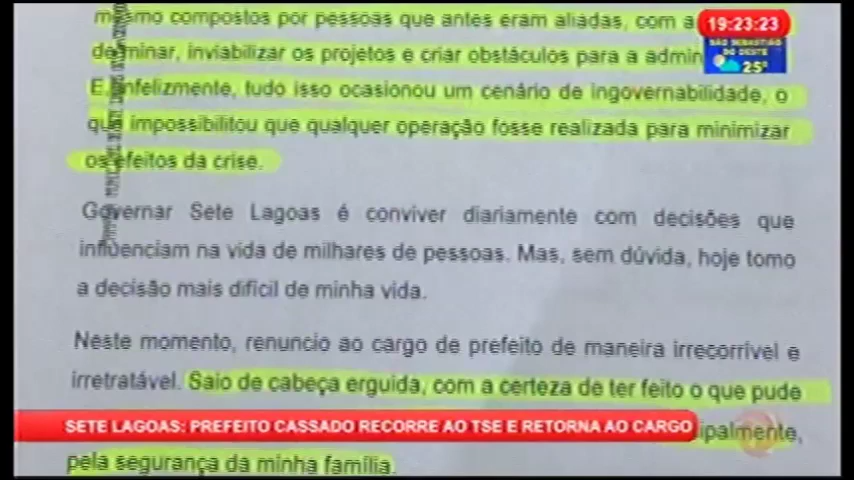 mesmo compostos por pessoas que antes eram aliadas, com a
19:23:23
SÃO SEBASTIÃO
DO OESTE
25°
minar, inviabilizar os projetos e criar obstáculos para a admin
E, infelizmente, tudo isso ocasionou um cenário de ingovernabilidade, o
que impossibilitou que qualquer operação fosse realizada para minimizar
os efeitos da crise.
Governar Sete Lagoas é conviver diariamente com decisões que
influenciam na vida de milhares de pessoas. Mas, sem dúvida, hoje tomo
a decisão mais difícil de minha vida.
Neste momento, renuncio ao cargo de prefeito de maneira irrecorrível e
irretratável. Saio de cabeça erguida, com a certeza de ter feito o que pude
SETE LAGOAS: PREFEITO CASSADO RECORRE AO TSE E RETORNA AO CARGO
ipalmente,
pela segurança da minha família.